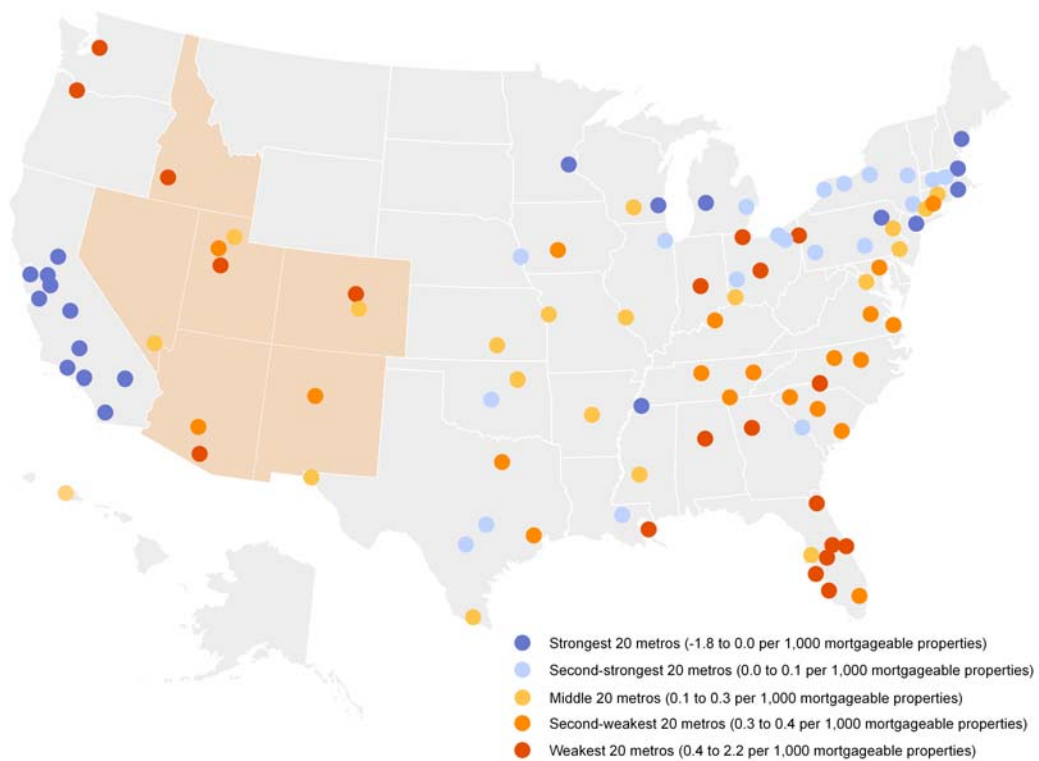 Strongest 20 metros (-1.8 to 0.0 per 1,000 mortgageable properties)
Second-strongest 20 metros (0.0 to 0.1 per 1,000 mortgageable properties)
Middle 20 metros (0.1 to 0.3 per 1,000 mortgageable properties)
Second-weakest 20 metros (0.3 to 0.4 per 1,000 mortgageable properties)
Weakest 20 metros (0.4 to 2.2 per 1,000 mortgageable properties)